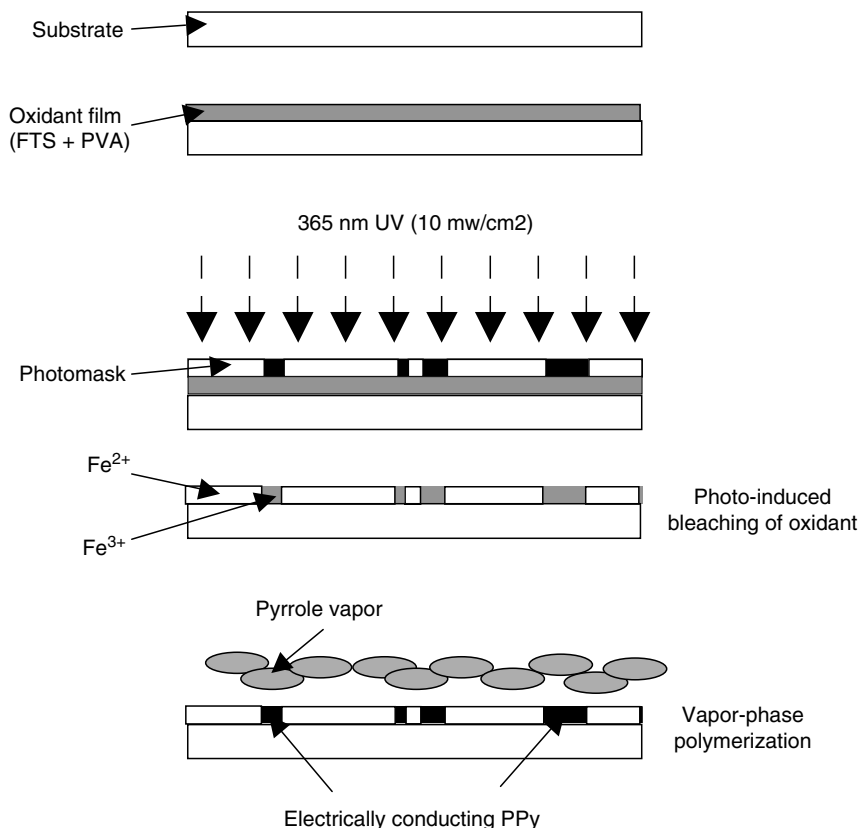 Substrate
Oxidant film
(FTS + PVA)
365 nm UV (10 mw/cm2)
Photomask
Fe2+
Fe3+
Photo-induced
bleaching of oxidant
Pyrrole vapor
Vapor-phase
polymerization
Electrically conducting PPy